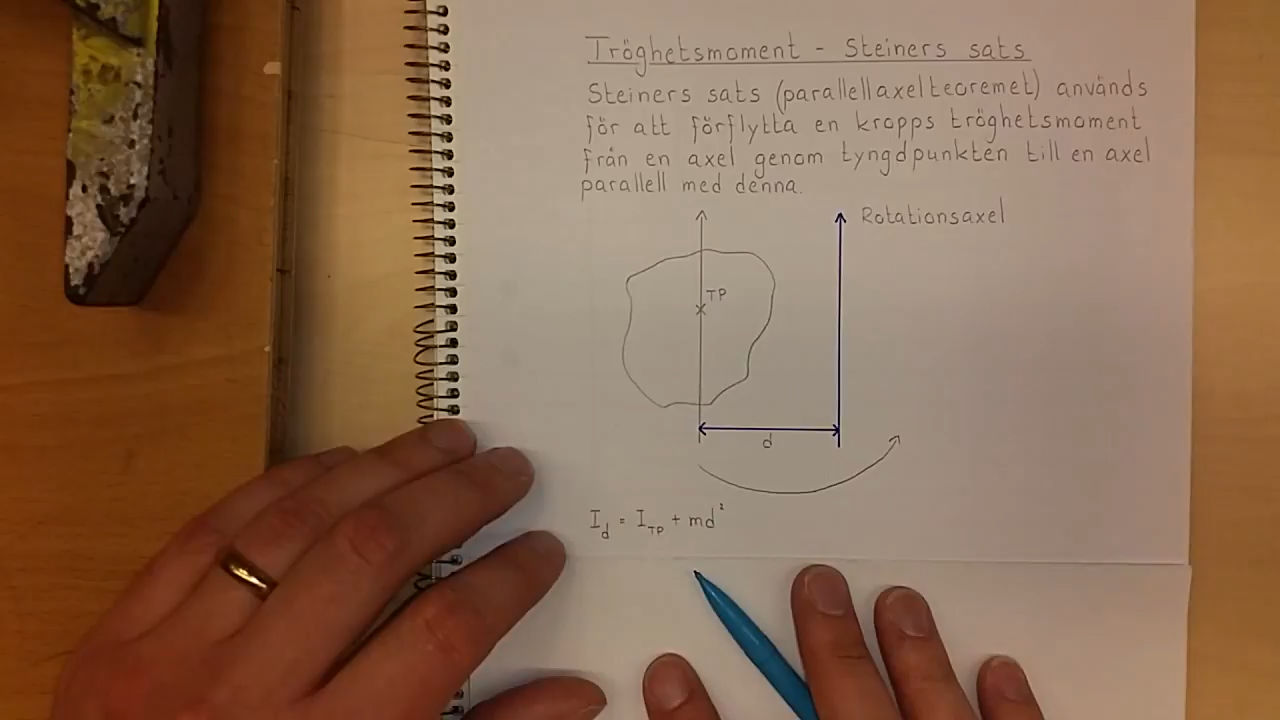 Tröghetsmoment - Steiners sats
Steiners sats (parallellaxelteoremet) används
för att förflytta en kropps tröghetsmoment
från en axel genom tyngdpunkten till en axel
parallell med denna.
Rotationsaxel
TP
d
I_d = I_TP + md²